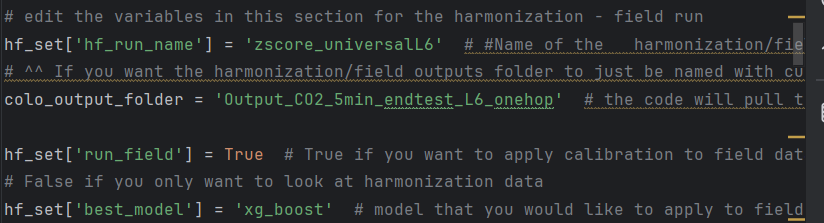 # edit the variables in this section for the harmonization - field run
hf_set['hf_run_name'] = 'zscore_universalL6'  # #Name of the   harmonization/fie
# ^^ If you want the harmonization/field outputs folder to just be named with cu
colo_output_folder = 'Output_CO2_5min_endtest_L6_onehop'  # the code will pull t
hf_set['run_field'] = True  # True if you want to apply calibration to field dat
# False if you only want to look at harmonization data
hf_set['best_model'] = 'xg_boost'  # model that you would like to apply to field